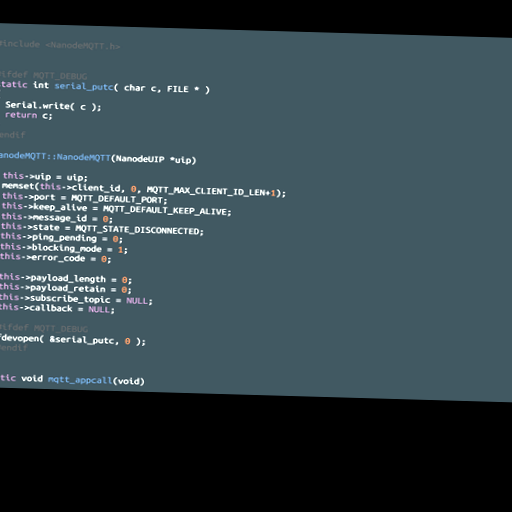 #include <NanodeMQTT.h>
#ifdef MQTT_DEBUG
static int serial_putc( char c, FILE * )
Serial.write( c );
return c;
endif
anodeMQTT::NanodeMQTT(NanodeUIP *uip)
this->uip = uip;
memset(this->client_id, 0, MQTT_MAX_CLIENT_ID_LEN+1);
this->port = MQTT_DEFAULT_PORT;
this->keep_alive = MQTT_DEFAULT_KEEP_ALIVE;
this->message_id = 0;
this->state = MQTT_STATE_DISCONNECTED;
this->ping_pending = 0;
this->blocking_mode = 1;
this->error_code = 0;
this->payload_length = 0;
this->payload_retain = 0;
this->subscribe_topic = NULL;
this->callback = NULL;
#ifdef MQTT_DEBUG
fdevopen( &serial_putc, 0 );
#endif
tic void mqtt_appcall(void)